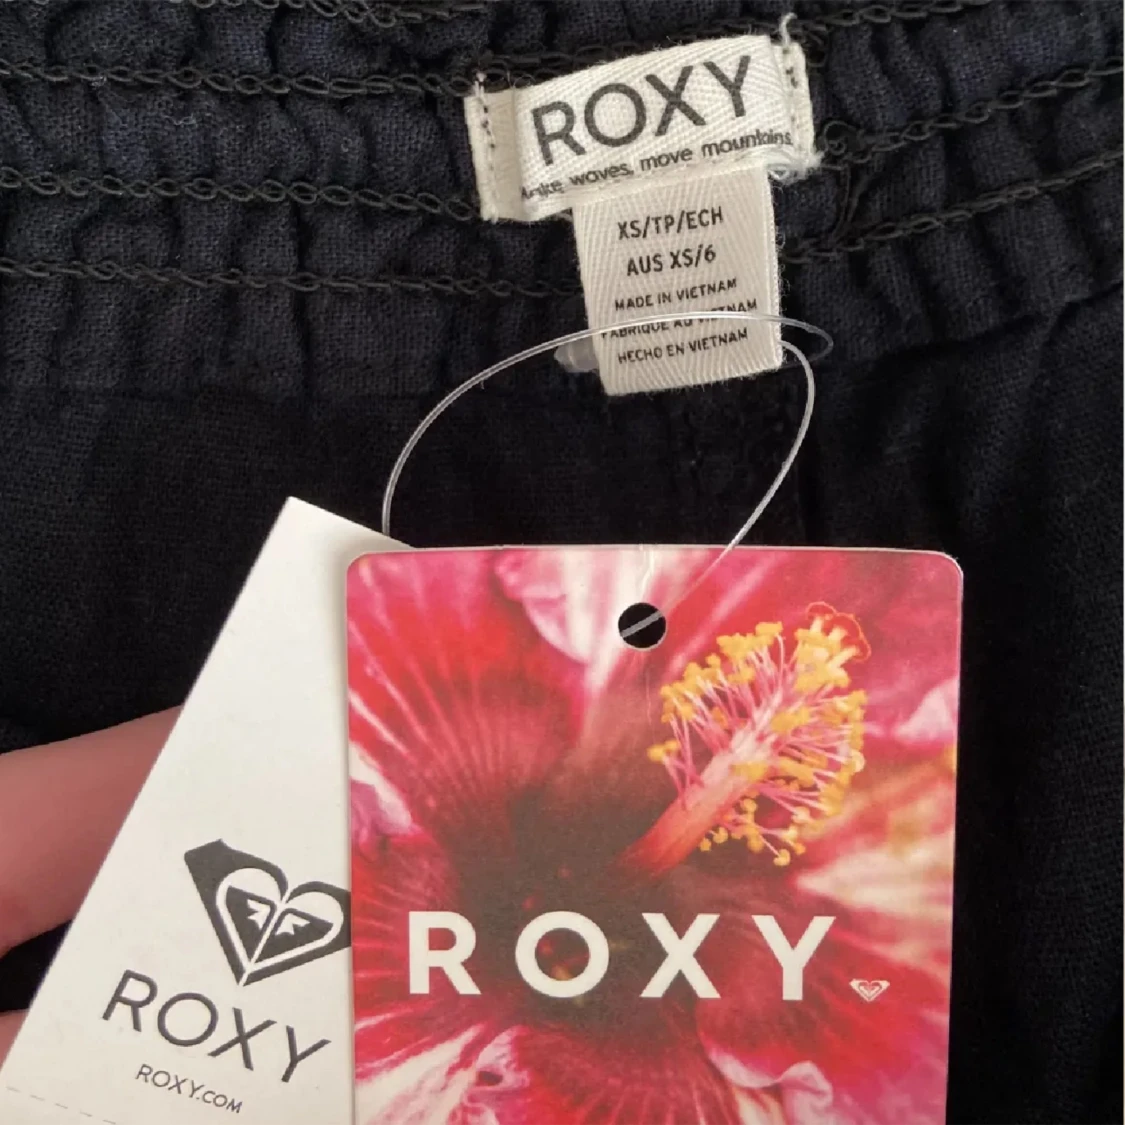 ROXY
make waves, move mountains
XS/TP/ECH
AUS XS/6
MADE IN VIETNAM
FABRIQUÉ AU VIETNAM
HECHO EN VIETNAM
ROXY
ROXY
ROXY.COM